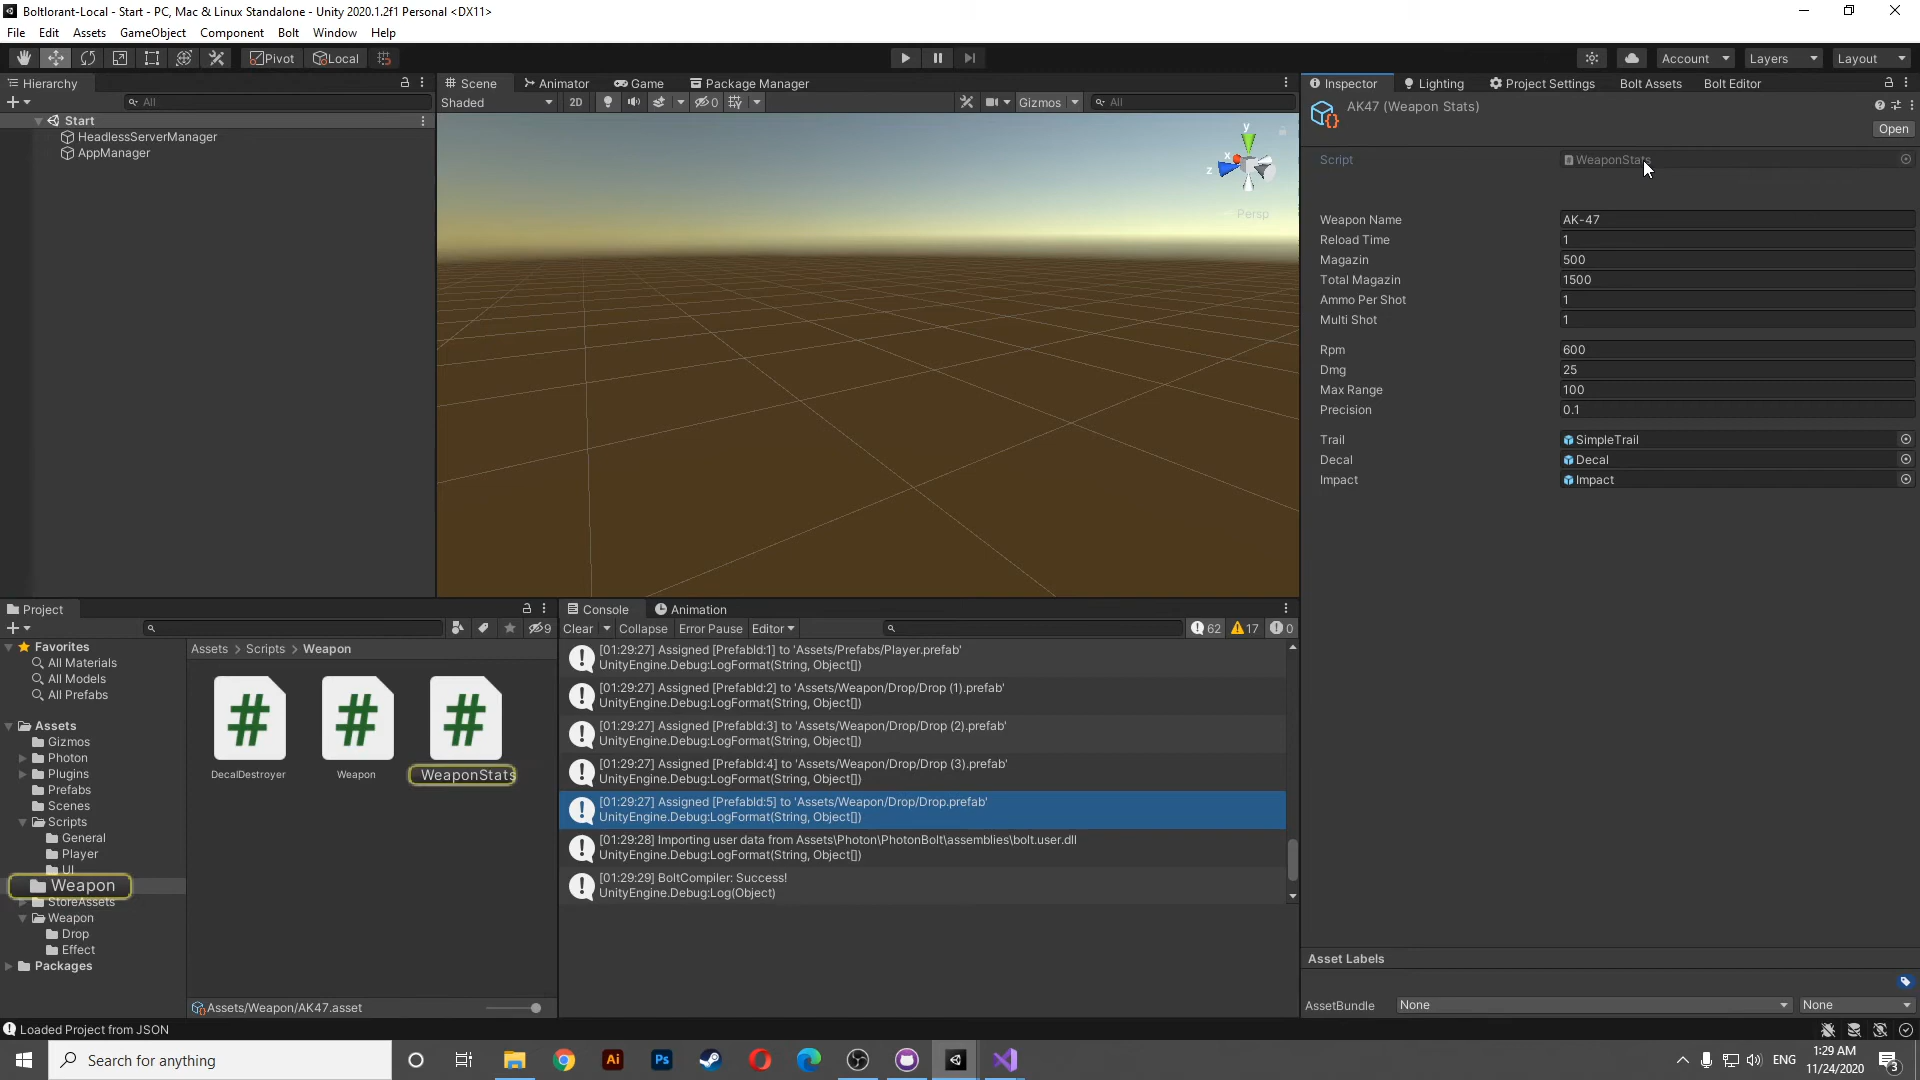 Boltlorant-Local - Start - PC, Mac & Linux Standalone - Unity 2020.1.2f1 Personal <DX11>
File Edit Assets GameObject Component Bolt Window Help
Pivot Local Account Layers Layout
Hierarchy
All
Start
HeadlessServerManager
AppManager
Scene Animator Game Package Manager
Shaded 2D 0 Gizmos All
y
x
z
Persp
Inspector Lighting Project Settings Bolt Assets Bolt Editor
AK47 (Weapon Stats)
Open
Script WeaponStats
Weapon Name AK-47
Reload Time 1
Magazin 500
Total Magazin 1500
Ammo Per Shot 1
Multi Shot 1
Rpm 600
Dmg 25
Max Range 100
Precision 0.1
Trail SimpleTrail
Decal Decal
Impact Impact
Asset Labels
AssetBundle None None
Project
9
Favorites
All Materials
All Models
All Prefabs
Assets
Gizmos
Photon
Plugins
Prefabs
Scenes
Scripts
General
Player
UI
Weapon
StoreAssets
Weapon
Drop
Effect
Packages
Assets > Scripts > Weapon
DecalDestroyer Weapon WeaponStats
Assets/Weapon/AK47.asset
Console Animation
Clear Collapse Error Pause Editor 62 17 0
[01:29:27] Assigned [PrefabId:1] to 'Assets/Prefabs/Player.prefab'
UnityEngine.Debug:LogFormat(String, Object[])
[01:29:27] Assigned [PrefabId:2] to 'Assets/Weapon/Drop/Drop (1).prefab'
UnityEngine.Debug:LogFormat(String, Object[])
[01:29:27] Assigned [PrefabId:3] to 'Assets/Weapon/Drop/Drop (2).prefab'
UnityEngine.Debug:LogFormat(String, Object[])
[01:29:27] Assigned [PrefabId:4] to 'Assets/Weapon/Drop/Drop (3).prefab'
UnityEngine.Debug:LogFormat(String, Object[])
[01:29:27] Assigned [PrefabId:5] to 'Assets/Weapon/Drop/Drop.prefab'
UnityEngine.Debug:LogFormat(String, Object[])
[01:29:28] Importing user data from Assets\Photon\PhotonBolt\assemblies\bolt.user.dll
UnityEngine.Debug:LogFormat(String, Object[])
[01:29:29] BoltCompiler: Success!
UnityEngine.Debug:Log(Object)
Loaded Project from JSON
Search for anything
Ai Ps
ENG
1:29 AM
11/24/2020
3